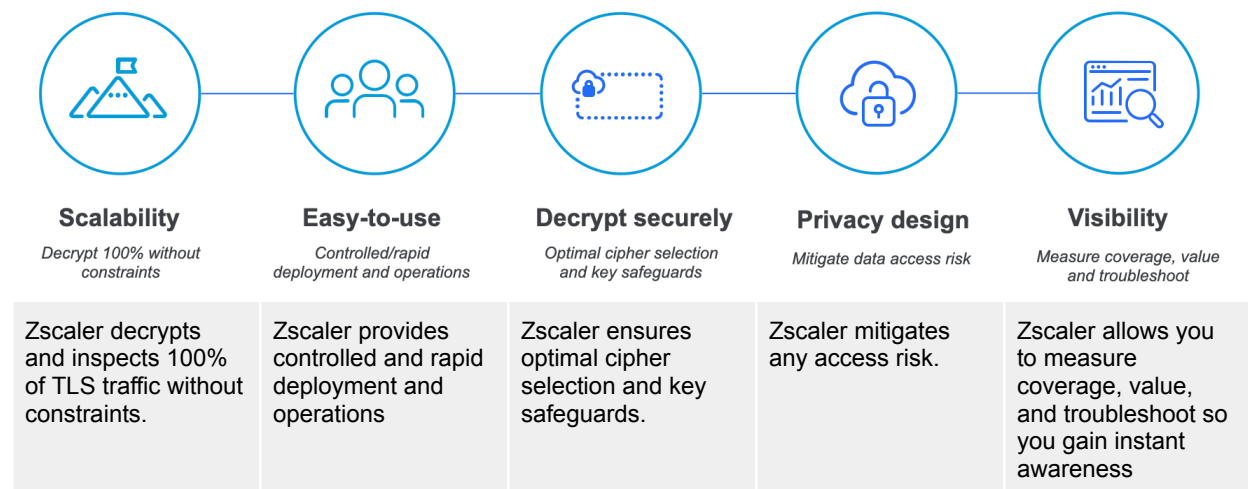 Scalability
Decrypt 100% without
constraints
Easy-to-use
Controlled/rapid
deployment and operations
Decrypt securely
Optimal cipher selection
and key safeguards
Privacy design
Mitigate data access risk
Visibility
Measure coverage, value
and troubleshoot
Zscaler decrypts
and inspects 100%
of TLS traffic without
constraints.
Zscaler provides
controlled and rapid
deployment and
operations
Zscaler ensures
optimal cipher
selection and key
safeguards.
Zscaler mitigates
any access risk.
Zscaler allows you
to measure
coverage, value,
and troubleshoot so
you gain instant
awareness